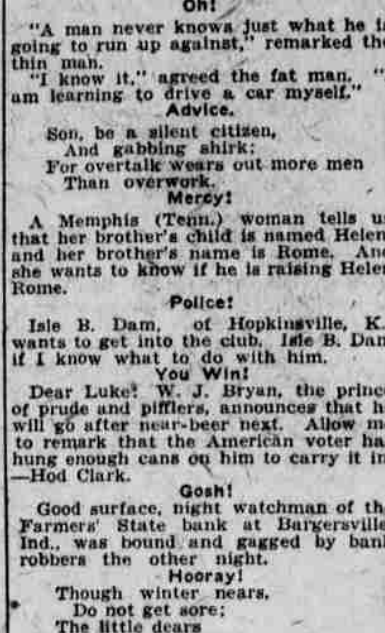 Oh!
"A man never knows just what he is
going to run up against," remarked the
thin man.
"I know it," agreed the fat man. "
am learning to drive a car myself."
Advice.
Son, be a silent citizen,
And gabbing shirk;
For overtalk wears out more men
Than overwork.
Mercy!
A Memphis (Tenn.) woman tells u
that her brother's child is named Helen
and her brother's name is Rome. And
she wants to know if he is raising Helen
Rome.
Police!
Isle B. Dam, of Hopkinsville, K
wants to get into the club. Isle B. Dam
if I know what to do with him.
You Win!
Dear Luke: W. J. Bryan, the prince
of prude and pifflers, announces that h
will go after near-beer next. Allow m
to remark that the American voter ha
hung enough cans on him to carry it in
—Hod Clark.
Gosh!
Good surface, night watchman of th
Farmers' State bank at Bargersville
Ind., was bound and gagged by bank
robbers the other night.
Hooray!
Though winter nears,
Do not get sore;
The little dears